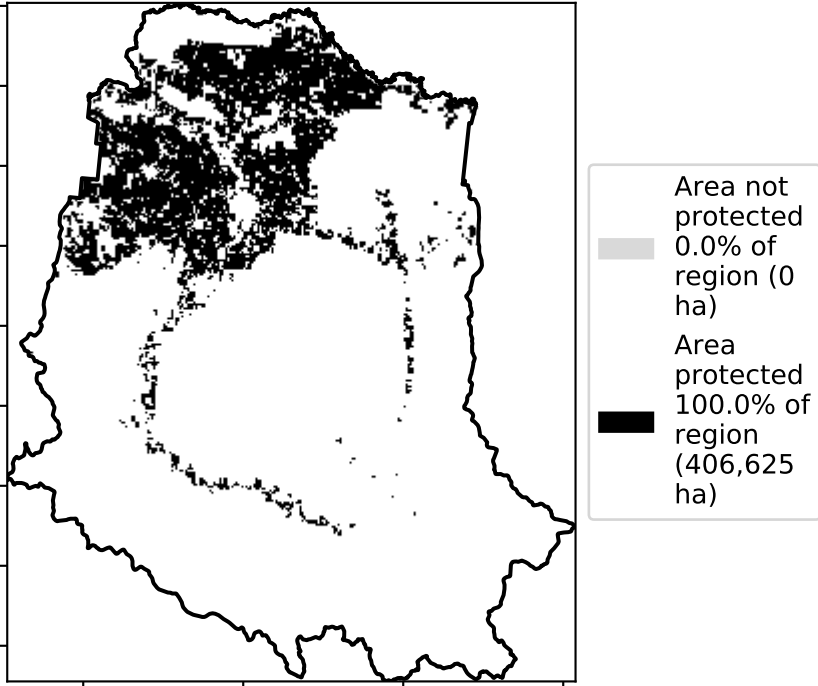 Area not
protected
0.0% of
region (0
ha)
Area
protected
100.0% of
region
(406,625
ha)